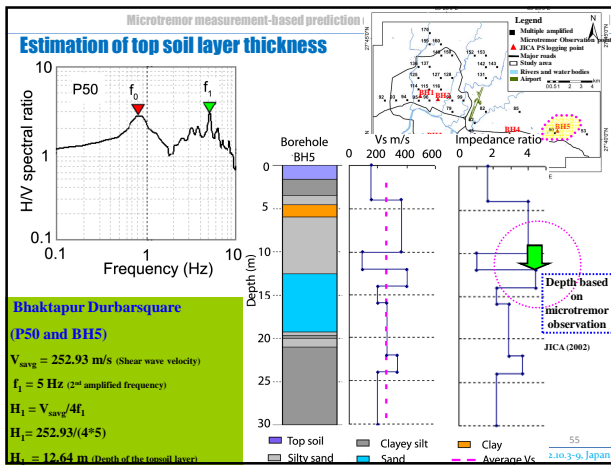 Microtremor measurement-based prediction
Estimation of top soil layer thickness
10
P50
f0
f1
1
0.1
H/V spectral ratio
0.1
1
10
Frequency (Hz)
Legend
Multiple amplified
Microtremor Observation point
JICA PS logging point
Major roads
Study area
Rivers and water bodies
Airport
BH1
BH2
BH4
BH5
Borehole
BH5
Vs m/s
0 200 400 600
Impedance ratio
0 2 4
0
5
10
15
20
25
30
Depth (m)
Depth based
on
microtremor
observation
JICA (2002)
Bhaktapur Durbarsquare
(P50 and BH5)
Vsavg = 252.93 m/s (Shear wave velocity)
f1 = 5 Hz (2nd amplified frequency)
H1 = Vsavg/4f1
H1= 252.93/(4*5)
H1 = 12.64 m (Depth of the topsoil layer)
Top soil
Clayey silt
Clay
Silty sand
Sand
Average Vs
55
2.10.3-9, Japan